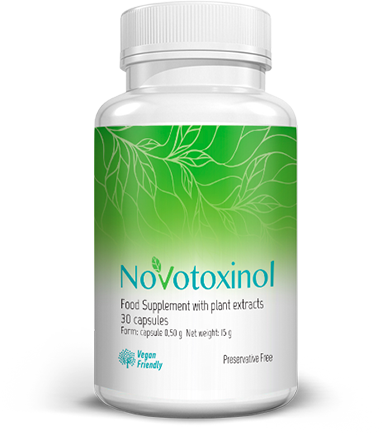 Novotoxinol
Food Supplement with plant extracts
30 capsules
Form: capsule 0,50 g Net weight: 15 g
Vegan
Friendly
Preservative Free